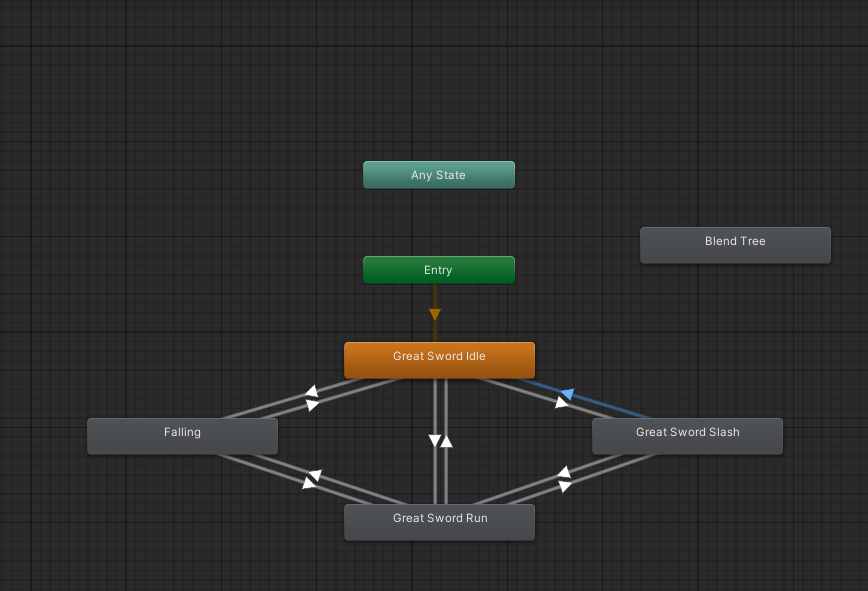 Any State
Blend Tree
Entry
Great Sword Idle
Falling
Great Sword Slash
Great Sword Run